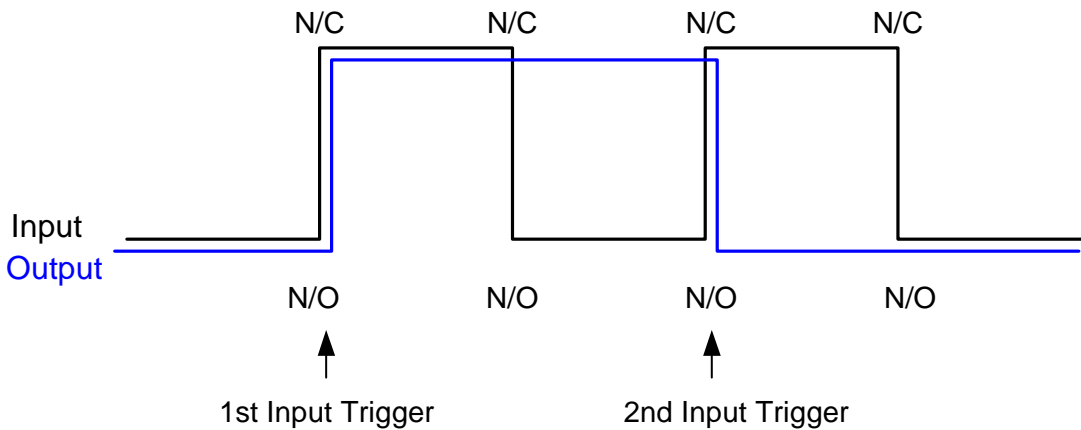 N/C N/C N/C N/C
Input
Output
N/O N/O N/O N/O
1st Input Trigger 2nd Input Trigger